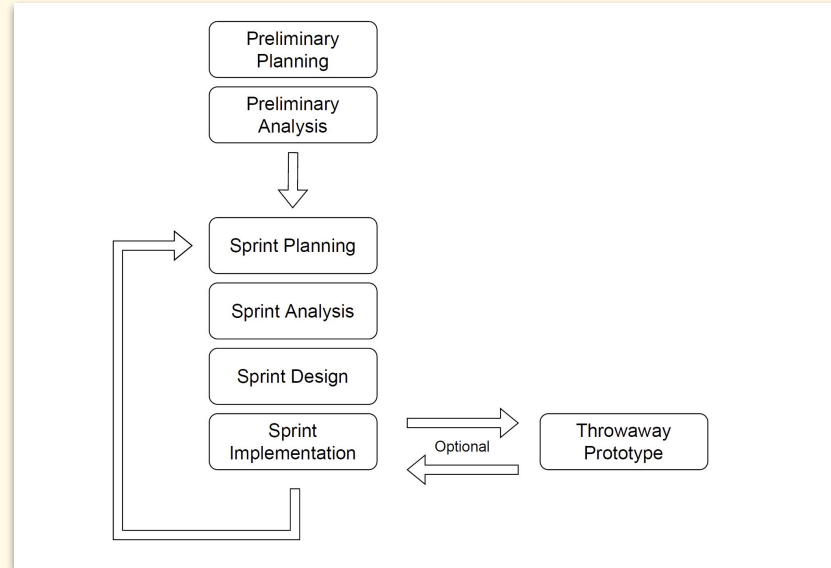 Preliminary
Planning
Preliminary
Analysis
Sprint Planning
Sprint Analysis
Sprint Design
Sprint
Implementation
Optional
Throwaway
Prototype